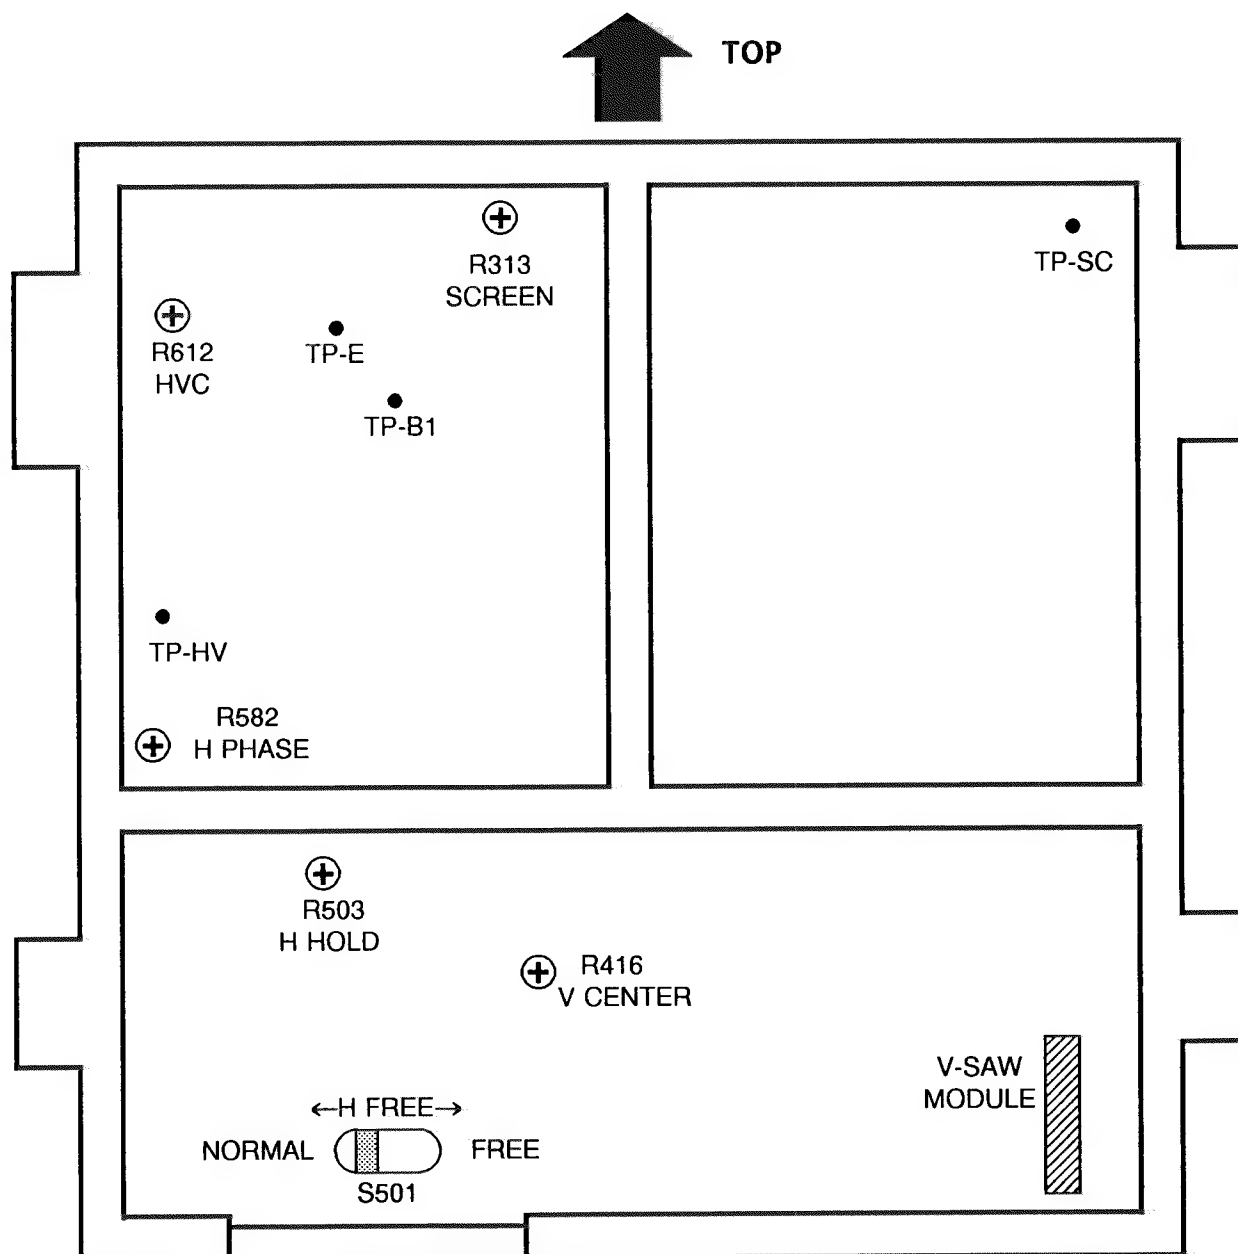 TOP
R313
SCREEN
TP-SC
R612
HVC
TP-E
TP-B1
TP-HV
R582
H PHASE
R503
H HOLD
R416
V CENTER
V-SAW
MODULE
←H FREE→
NORMAL
FREE
S501